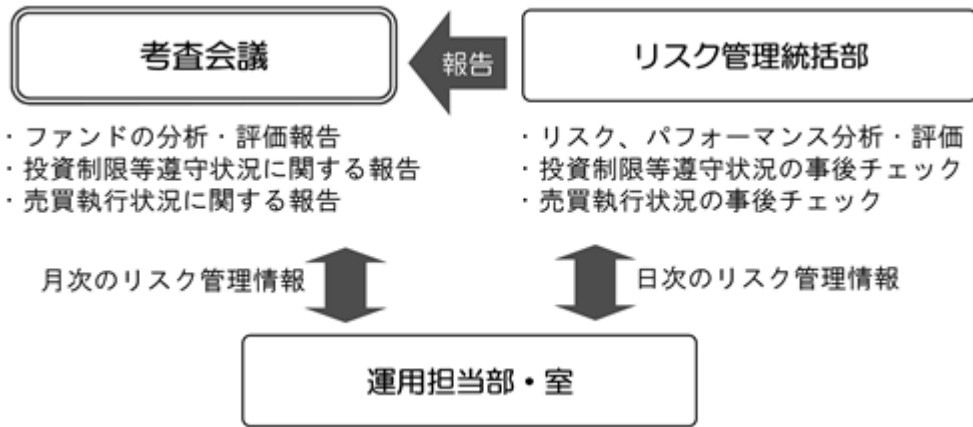 考査会議
報告
リスク管理統括部
・ファンドの分析・評価報告
・投資制限等遵守状況に関する報告
・売買執行状況に関する報告
・リスク、パフォーマンス分析・評価
・投資制限等遵守状況の事後チェック
・売買執行状況の事後チェック
月次のリスク管理情報
日次のリスク管理情報
運用担当部・室